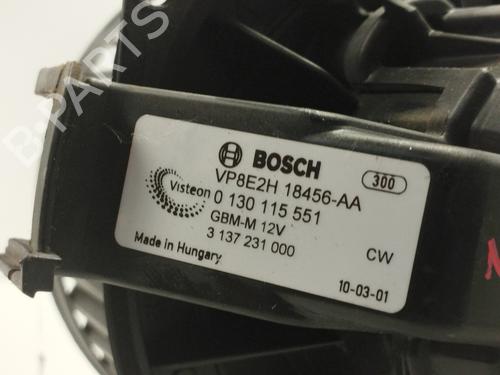 B-PARTS
BOSCH
300
VP8E2H 18456-AA
Visteon
0 130 115 551
GBM-M 12V
3 137 231 000
Made in Hungary
CW
10-03-01